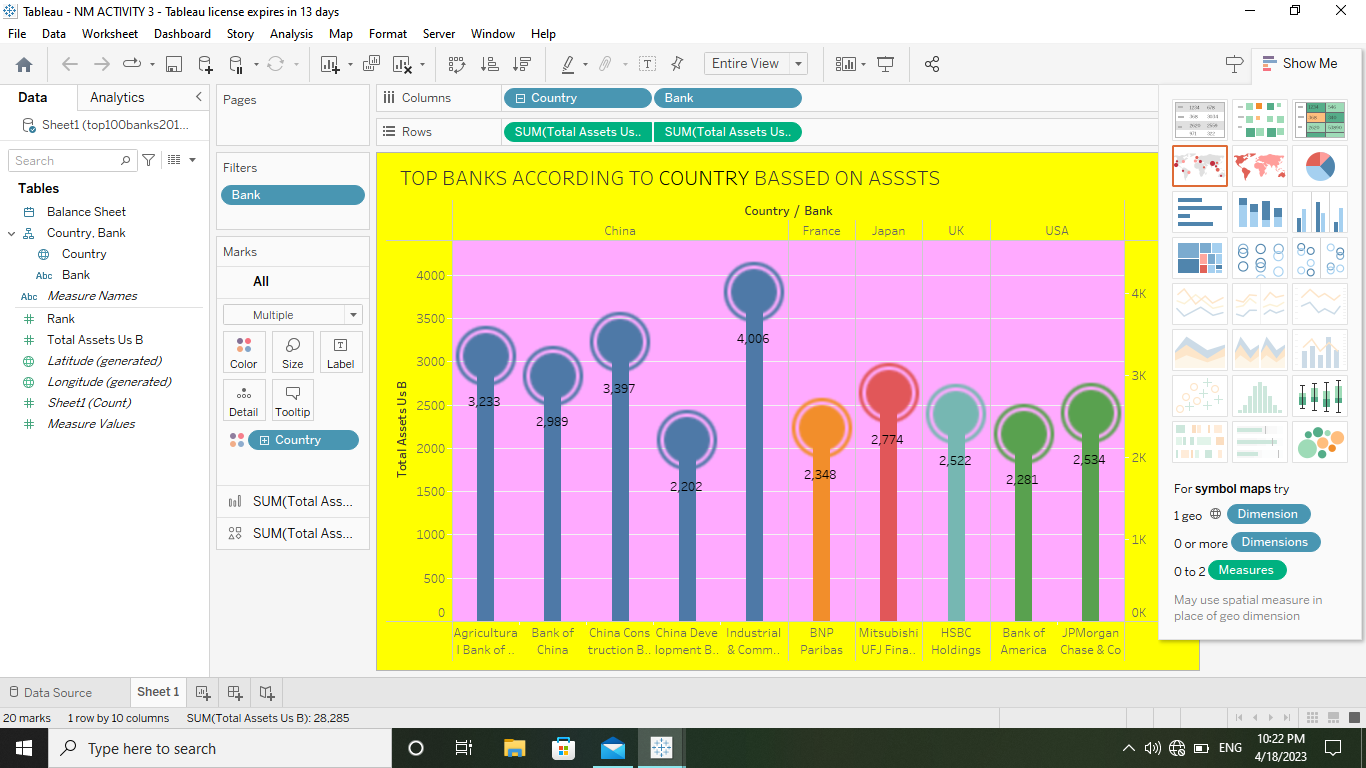 Tableau - NM ACTIVITY 3 - Tableau license expires in 13 days
File Data Worksheet Dashboard Story Analysis Map Format Server Window Help
Entire View
Show Me
Data Analytics
Sheet1 (top100banks201...
Search
Tables
Balance Sheet
Country, Bank
Country
Abc Bank
Abc Measure Names
Rank
Total Assets Us B
Latitude (generated)
Longitude (generated)
Sheet1 (Count)
Measure Values
Pages
Filters
Bank
Marks
All
Multiple
Color Size Label
Detail Tooltip
Country
SUM(Total Ass...
SUM(Total Ass...
Columns Country Bank
Rows SUM(Total Assets Us.. SUM(Total Assets Us..
TOP BANKS ACCORDING TO COUNTRY BASSED ON ASSSTS
Country / Bank
China France Japan UK USA
Total Assets Us B
4000
3500
3000
2500
2000
1500
1000
500
0
3,233
2,989
3,397
2,202
4,006
2,348
2,774
2,522
2,281
2,534
4K
3K
2K
1K
0K
Agricultura Bank of China Cons China Deve Industrial BNP Mitsubishi HSBC Bank of JPMorgan
l Bank of .. China truction B.. lopment B.. & Comm.. Paribas UFJ Fina.. Holdings America Chase & Co
For symbol maps try
1 geo Dimension
0 or more Dimensions
0 to 2 Measures
May use spatial measure in
place of geo dimension
Data Source Sheet 1
20 marks 1 row by 10 columns SUM(Total Assets Us B): 28,285
Type here to search
ENG
10:22 PM
4/18/2023